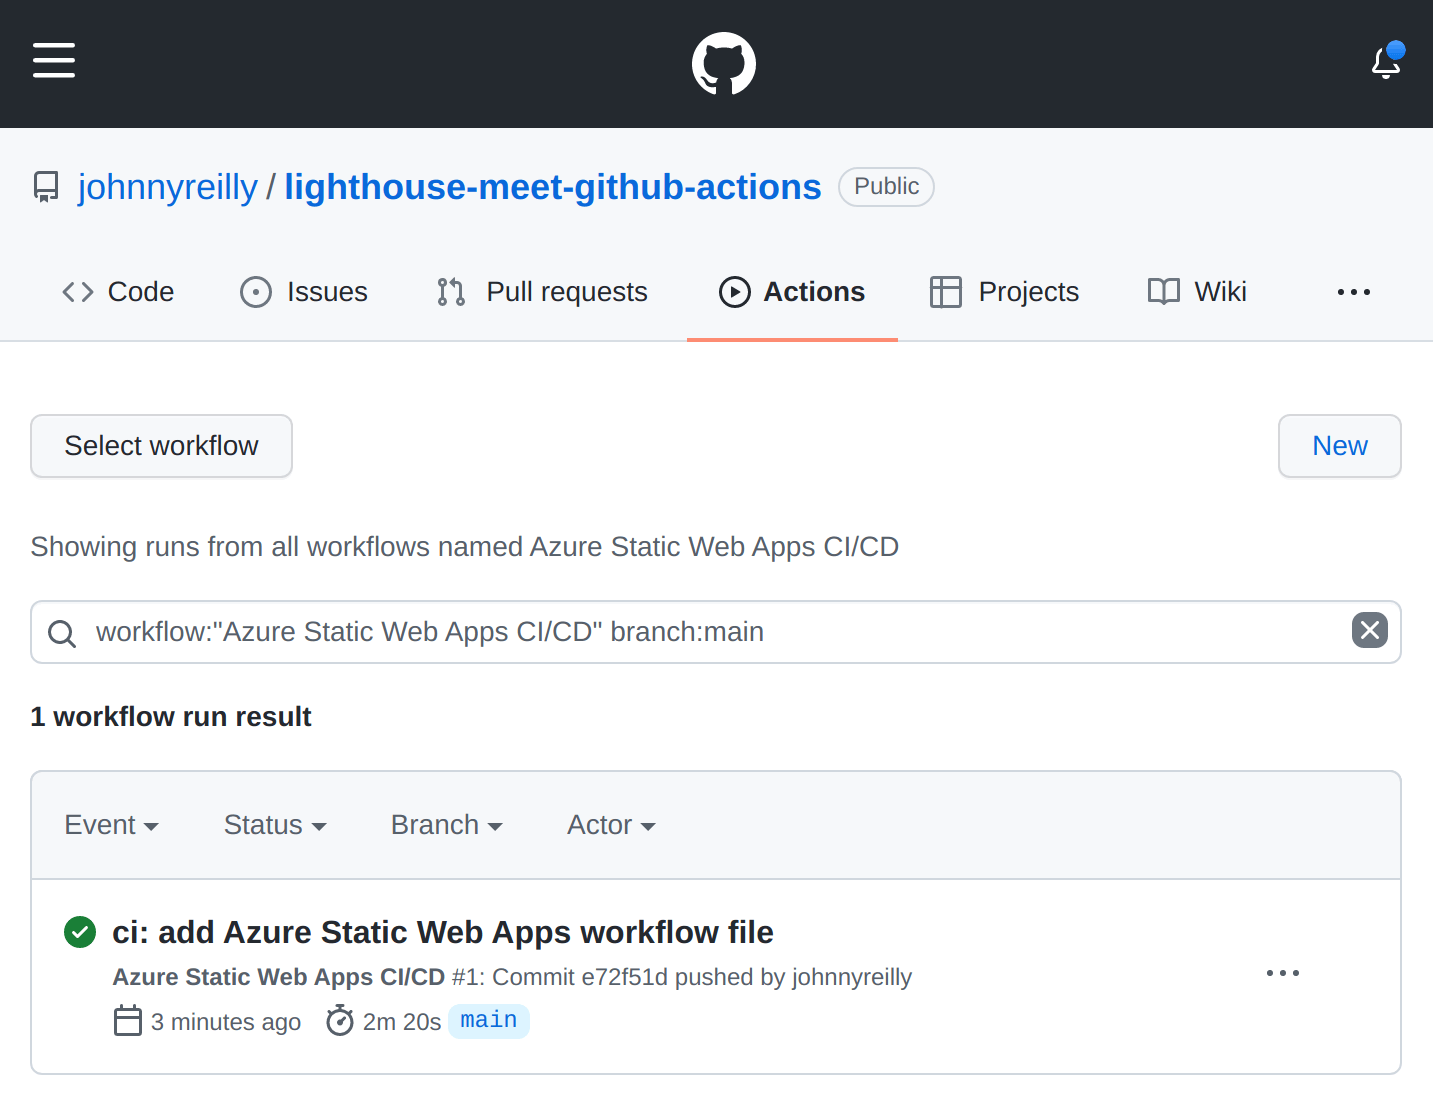 johnnyreilly / lighthouse-meet-github-actions Public
Code Issues Pull requests Actions Projects Wiki
Select workflow New
Showing runs from all workflows named Azure Static Web Apps CI/CD
workflow:"Azure Static Web Apps CI/CD" branch:main
1 workflow run result
Event Status Branch Actor
ci: add Azure Static Web Apps workflow file
Azure Static Web Apps CI/CD #1: Commit e72f51d pushed by johnnyreilly
3 minutes ago 2m 20s main